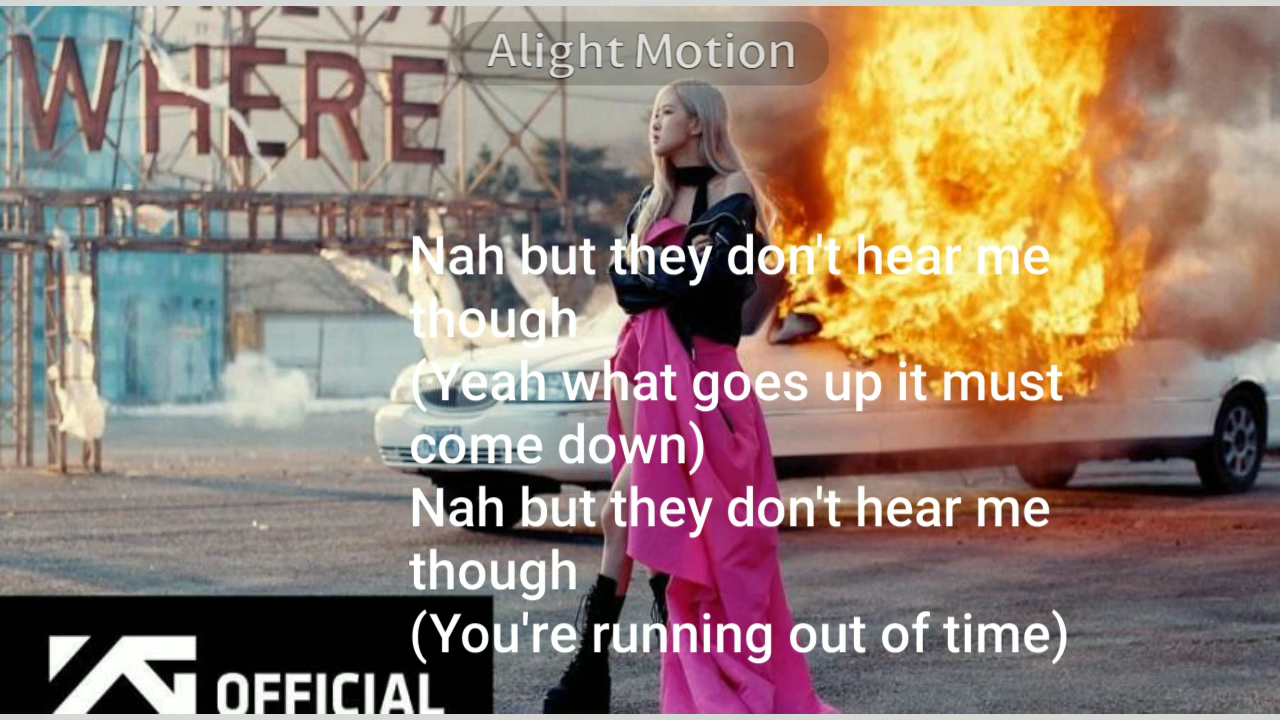 WHERE
Alight Motion
Nah but they don't hear me
though
(Yeah what goes up it must
come down)
Nah but they don't hear me
though
(You're running out of time)
YG OFFICIAL